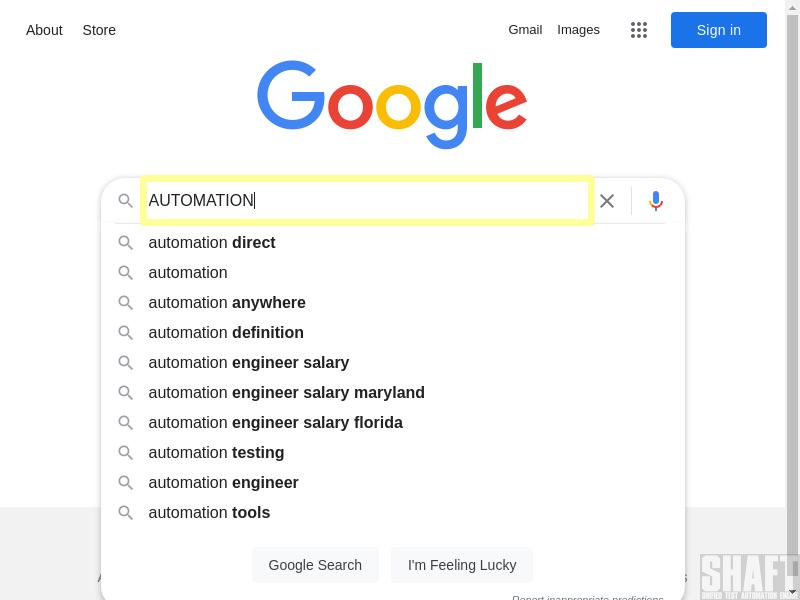 About Store Gmail Images Sign in
Google
AUTOMATION
automation direct
automation
automation anywhere
automation definition
automation engineer salary
automation engineer salary maryland
automation engineer salary florida
automation testing
automation engineer
automation tools
Google Search I'm Feeling Lucky
Report inappropriate predictions
SHAFT